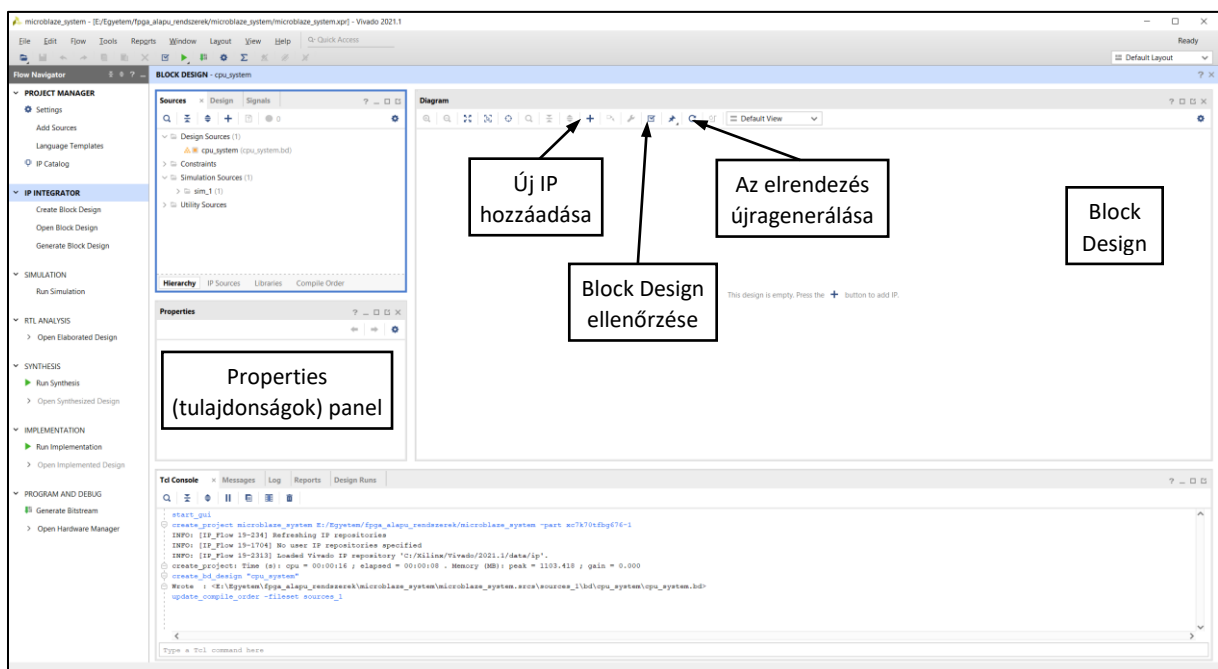 microblaze_system - [E:/Egyetem/fpga_alapu_rendszerek/microblaze_system/microblaze_system.xpr] - Vivado 2021.1
File Edit Flow Tools Reports Window Layout View Help Quick Access
Ready
Default Layout
Flow Navigator
BLOCK DESIGN - cpu_system
PROJECT MANAGER
Settings
Add Sources
Language Templates
IP Catalog
IP INTEGRATOR
Create Block Design
Open Block Design
Generate Block Design
SIMULATION
Run Simulation
RTL ANALYSIS
Open Elaborated Design
SYNTHESIS
Run Synthesis
Open Synthesized Design
IMPLEMENTATION
Run Implementation
Open Implemented Design
PROGRAM AND DEBUG
Generate Bitstream
Open Hardware Manager
Sources Design Signals
0
Design Sources (1)
cpu_system (cpu_system.bd)
Constraints
Simulation Sources (1)
sim_1 (1)
Utility Sources
Hierarchy IP Sources Libraries Compile Order
Properties
Properties
(tulajdonságok) panel
Diagram
Default View
Új IP
hozzáadása
Az elrendezés
újragenerálása
Block
Design
Block Design
ellenőrzése
This design is empty. Press the + button to add IP.
Tcl Console Messages Log Reports Design Runs
start_gui
create_project microblaze_system E:/Egyetem/fpga_alapu_rendszerek/microblaze_system -part xc7k70tfbg676-1
INFO: [IP_Flow 19-234] Refreshing IP repositories
INFO: [IP_Flow 19-1704] No user IP repositories specified
INFO: [IP_Flow 19-2313] Loaded Vivado IP repository 'C:/Xilinx/Vivado/2021.1/data/ip'.
create_project: Time (s): cpu = 00:00:16 ; elapsed = 00:00:08 . Memory (MB): peak = 1103.418 ; gain = 0.000
create_bd_design "cpu_system"
Wrote : <E:\Egyetem\fpga_alapu_rendszerek\microblaze_system\microblaze_system.srcs\sources_1\bd\cpu_system\cpu_system.bd>
update_compile_order -fileset sources_1
Type a Tcl command here